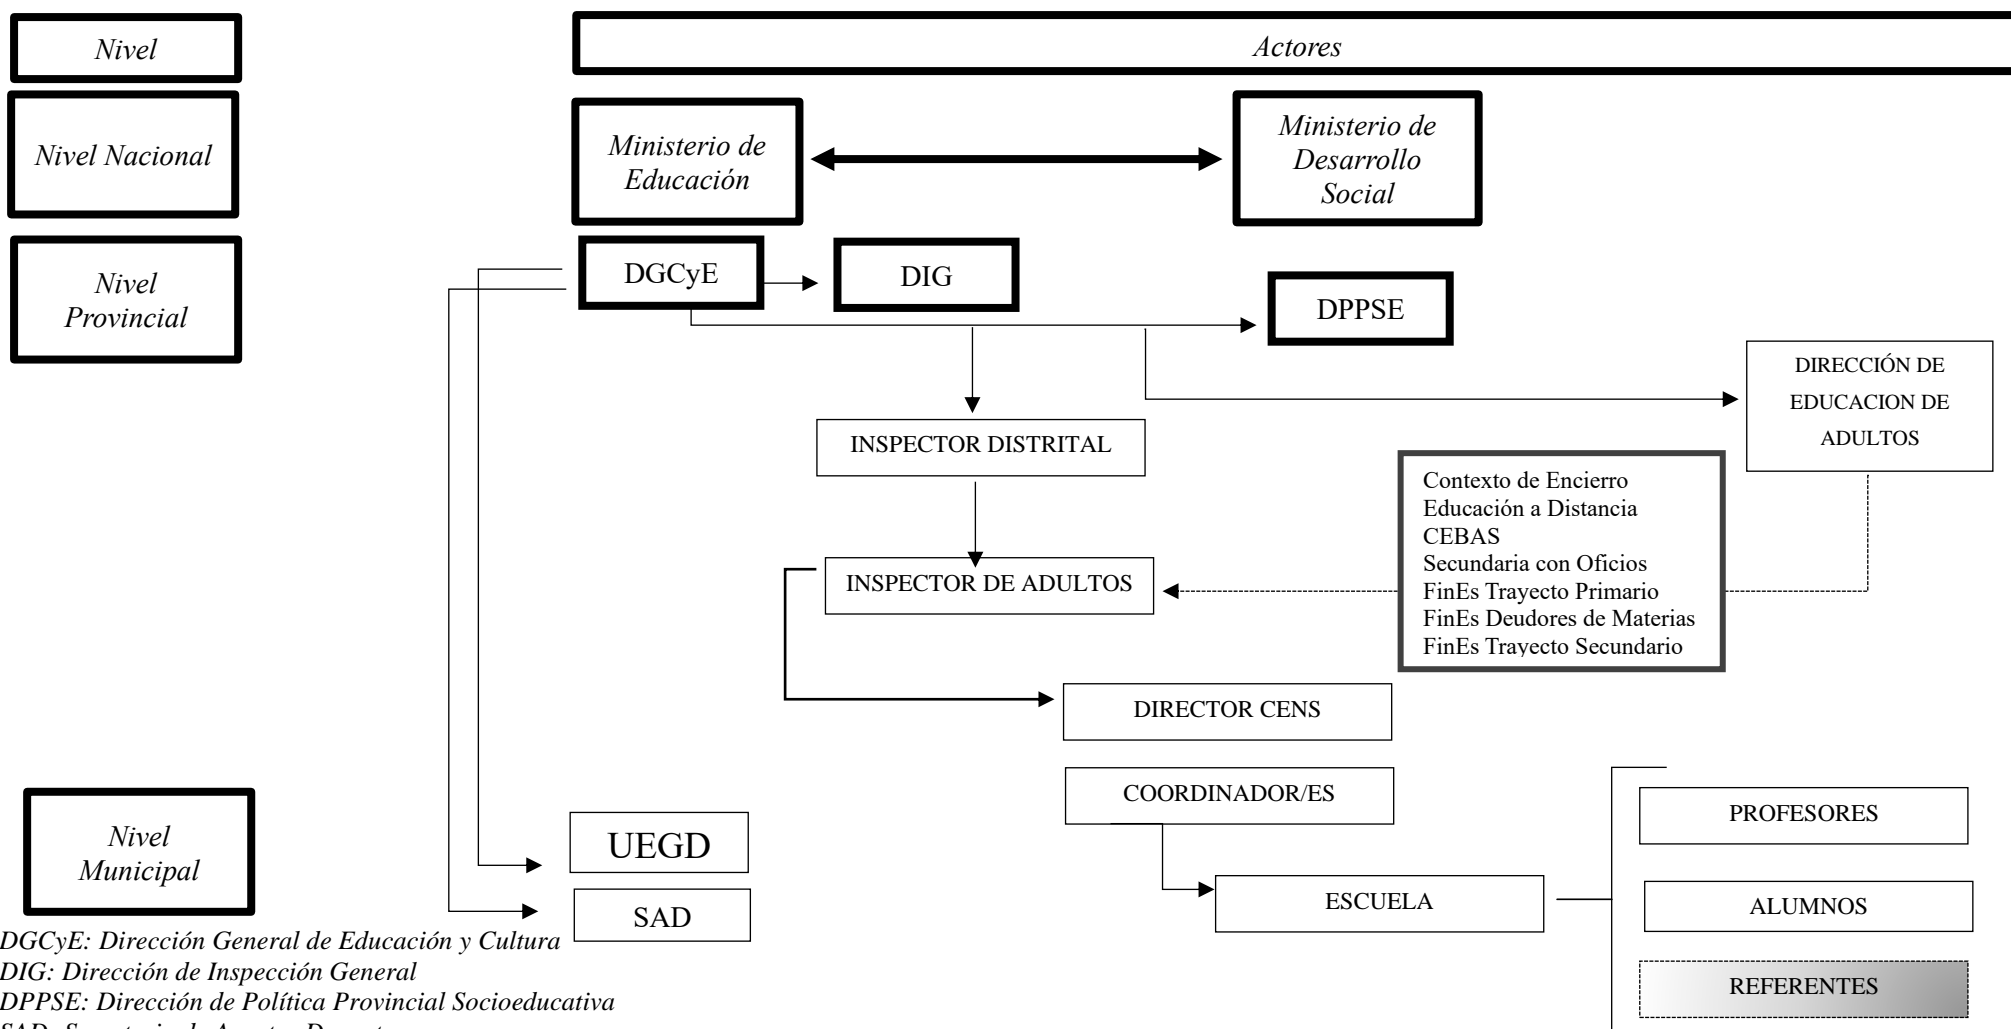 Nivel
Actores
Nivel Nacional
Ministerio de
Educación
Ministerio de
Desarrollo
Social
Nivel
Provincial
DGCyE
DIG
DPPSE
DIRECCIÓN DE
EDUCACION DE
ADULTOS
INSPECTOR DISTRITAL
Contexto de Encierro
Educación a Distancia
CEBAS
Secundaria con Oficios
FinEs Trayecto Primario
FinEs Deudores de Materias
FinEs Trayecto Secundario
INSPECTOR DE ADULTOS
DIRECTOR CENS
COORDINADOR/ES
PROFESORES
Nivel
Municipal
UEGD
ESCUELA
ALUMNOS
SAD
REFERENTES
DGCyE: Dirección General de Educación y Cultura
DIG: Dirección de Inspección General
DPPSE: Dirección de Política Provincial Socioeducativa